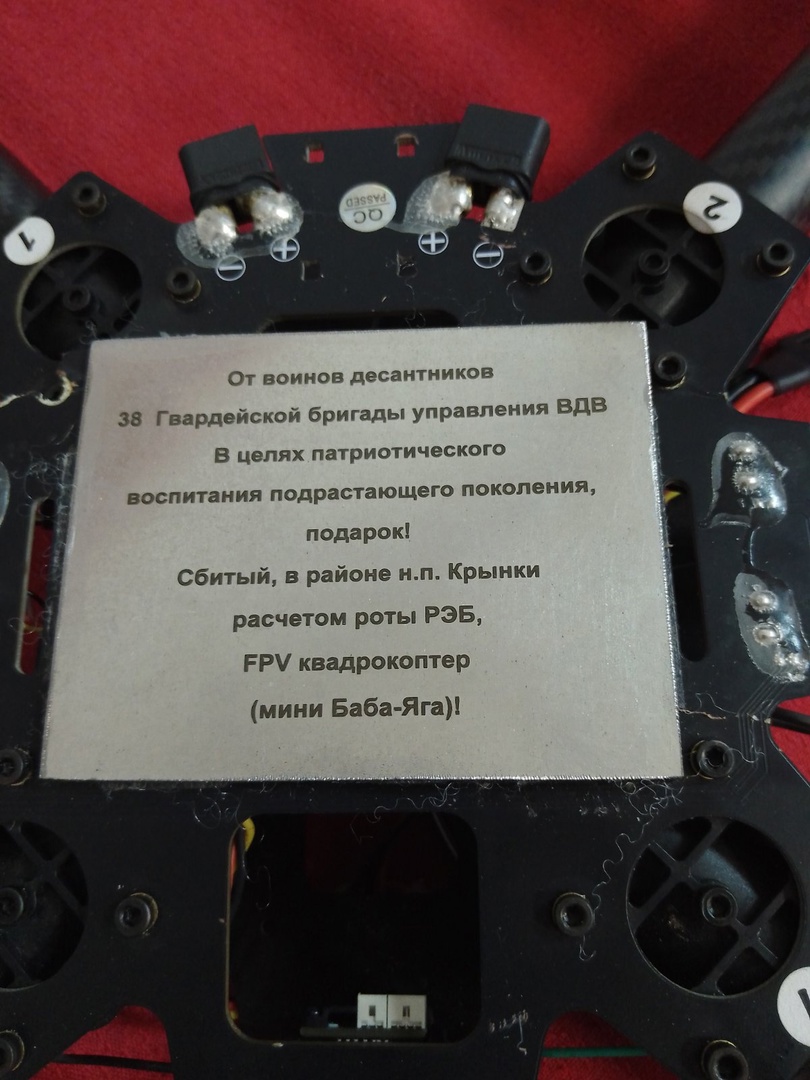 QC
PASSED
1
2
+
−
+
−
От воинов десантников
38 Гвардейской бригады управления ВДВ
В целях патриотического
воспитания подрастающего поколения,
подарок!
Сбитый, в районе н.п. Крынки
расчетом роты РЭБ,
FPV квадрокоптер
(мини Баба-Яга)!